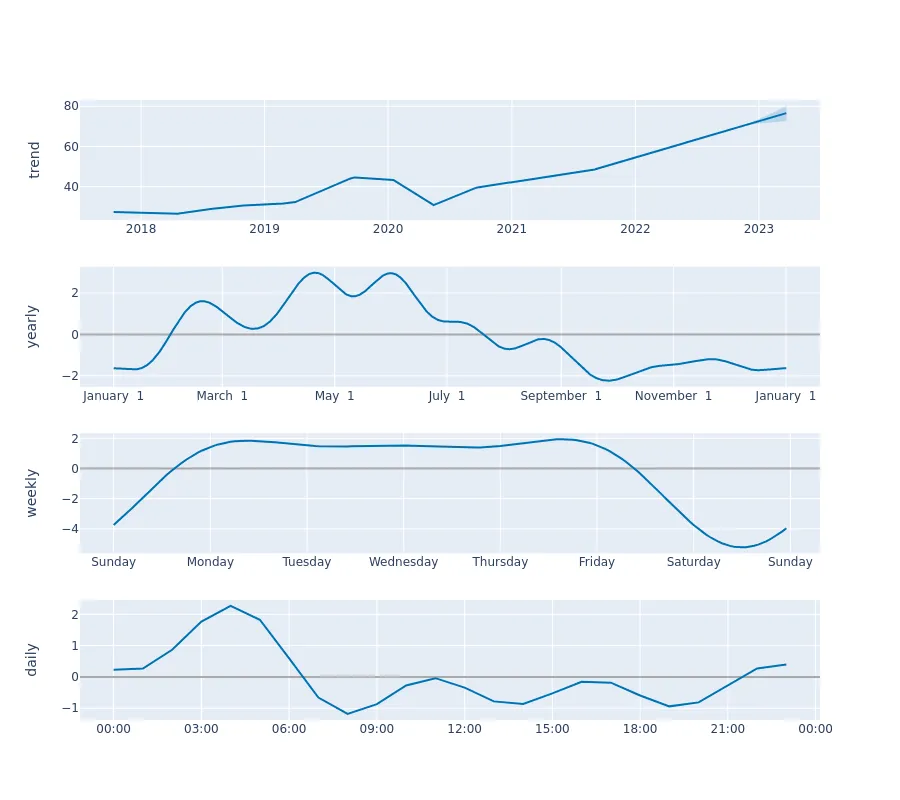 trend
80
60
40
2018 2019 2020 2021 2022 2023
yearly
2
0
−2
January 1 March 1 May 1 July 1 September 1 November 1 January 1
weekly
2
0
−2
−4
Sunday Monday Tuesday Wednesday Thursday Friday Saturday Sunday
daily
2
1
0
−1
00:00 03:00 06:00 09:00 12:00 15:00 18:00 21:00 00:00